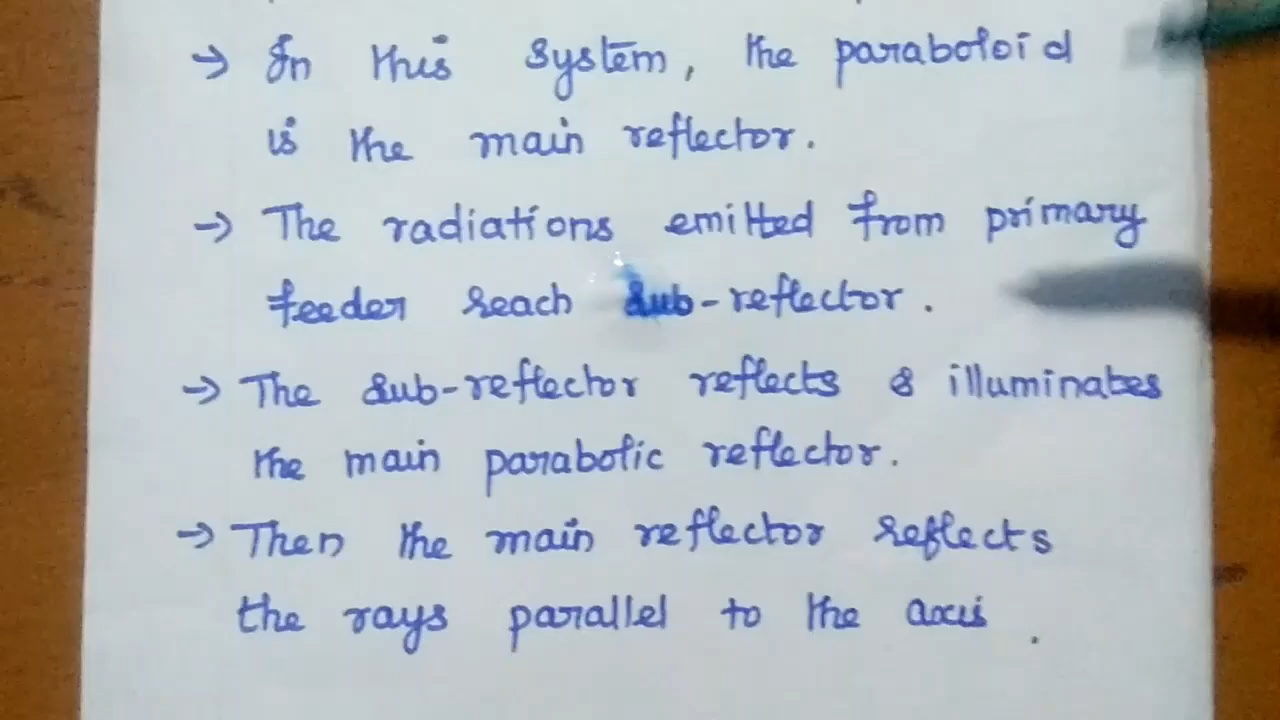 → In this system, the paraboloid
is the main reflector.
→ The radiations emitted from primary
feeder reach sub-reflector.
→ The sub-reflector reflects & illuminates
the main parabolic reflector.
→ Then the main reflector reflects
the rays parallel to the axis.